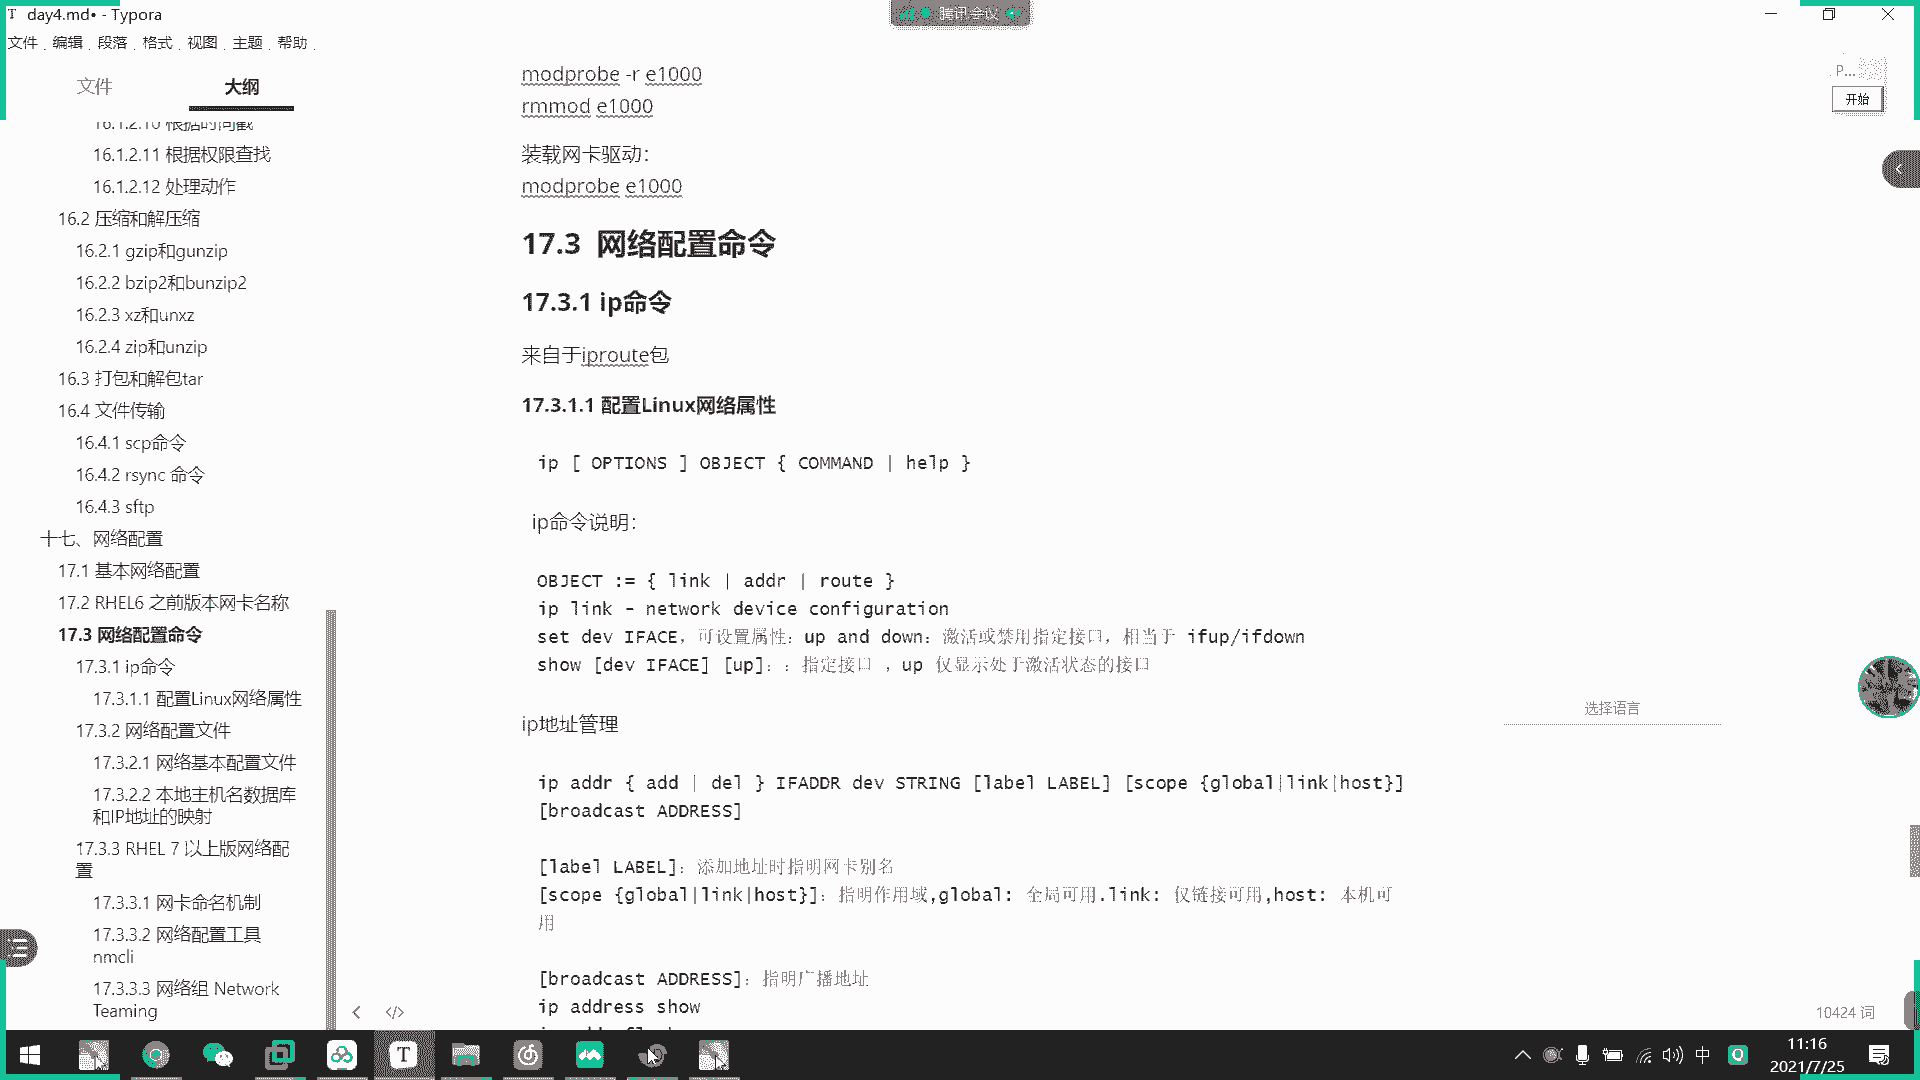 day4.md• - Typora
腾讯会议
文件 编辑 段落 格式 视图 主题 帮助
P...
开始
文件 大纲
16.1.2.10 根据时间戳
16.1.2.11 根据权限查找
16.1.2.12 处理动作
16.2 压缩和解压缩
16.2.1 gzip和gunzip
16.2.2 bzip2和bunzip2
16.2.3 xz和unxz
16.2.4 zip和unzip
16.3 打包和解包tar
16.4 文件传输
16.4.1 scp命令
16.4.2 rsync 命令
16.4.3 sftp
十七、网络配置
17.1 基本网络配置
17.2 RHEL6 之前版本网卡名称
17.3 网络配置命令
17.3.1 ip命令
17.3.1.1 配置Linux网络属性
17.3.2 网络配置文件
17.3.2.1 网络基本配置文件
17.3.2.2 本地主机名数据库
和IP地址的映射
17.3.3 RHEL 7 以上版网络配
置
17.3.3.1 网卡命名机制
17.3.3.2 网络配置工具
nmcli
17.3.3.3 网络组 Network
Teaming
modprobe -r e1000
rmmod e1000
装载网卡驱动：
modprobe e1000
17.3 网络配置命令
17.3.1 ip命令
来自于iproute包
17.3.1.1 配置Linux网络属性
ip [ OPTIONS ] OBJECT { COMMAND | help }
ip命令说明：
OBJECT := { link | addr | route }
ip link - network device configuration
set dev IFACE，可设置属性：up and down：激活或禁用指定接口，相当于 ifup/ifdown
show [dev IFACE] [up]：：指定接口 ，up 仅显示处于激活状态的接口
选择语言
ip地址管理
ip addr { add | del } IFADDR dev STRING [label LABEL] [scope {global|link|host}]
[broadcast ADDRESS]
[label LABEL]：添加地址时指明网卡别名
[scope {global|link|host}]：指明作用域,global: 全局可用.link: 仅链接可用,host: 本机可
用
[broadcast ADDRESS]：指明广播地址
ip address show
10424 词
中
11:16
2021/7/25